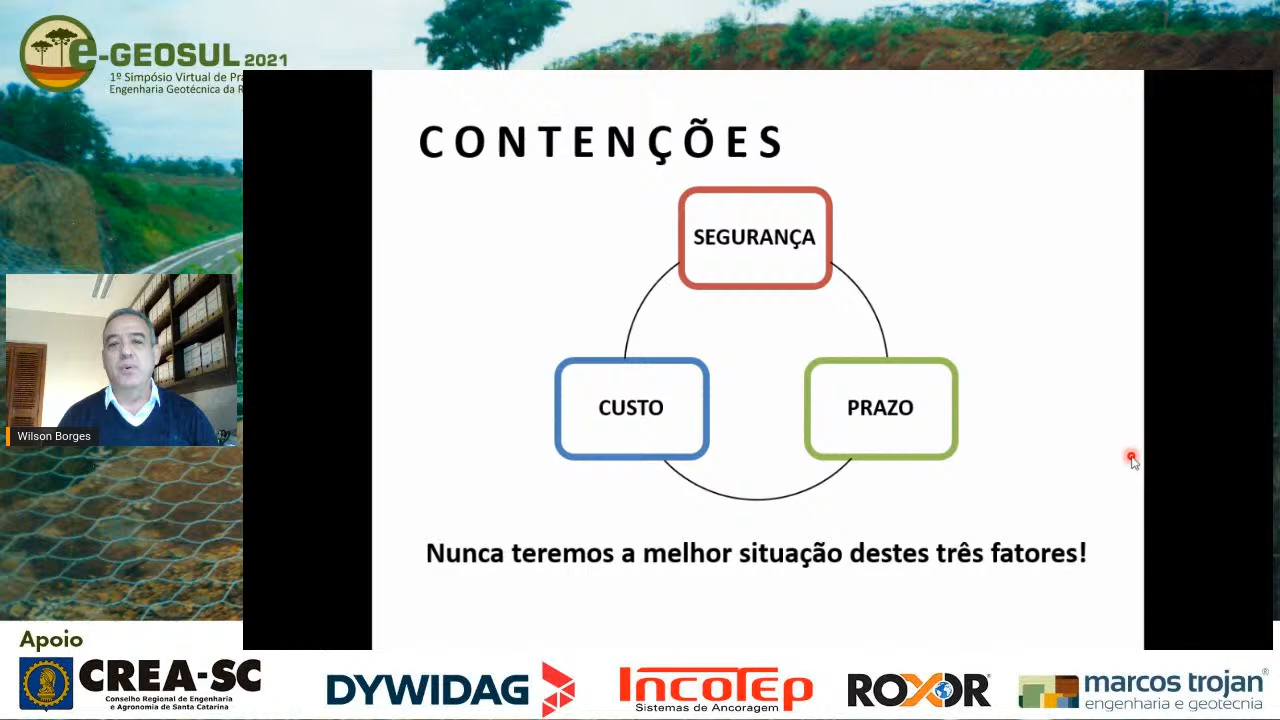 e-GEOSUL 2021
1º Simpósio Virtual de
Engenharia Geotécnica da
CONTENÇÕES
SEGURANÇA
CUSTO
PRAZO
Nunca teremos a melhor situação destes três fatores!
Wilson Borges
Apoio
CREA-SC
Conselho Regional de Engenharia
e Agronomia de Santa Catarina
DYWIDAG
INCOTEP
Sistemas de Ancoragem
ROXOR®
marcos trojan®
engenharia e geotecnia